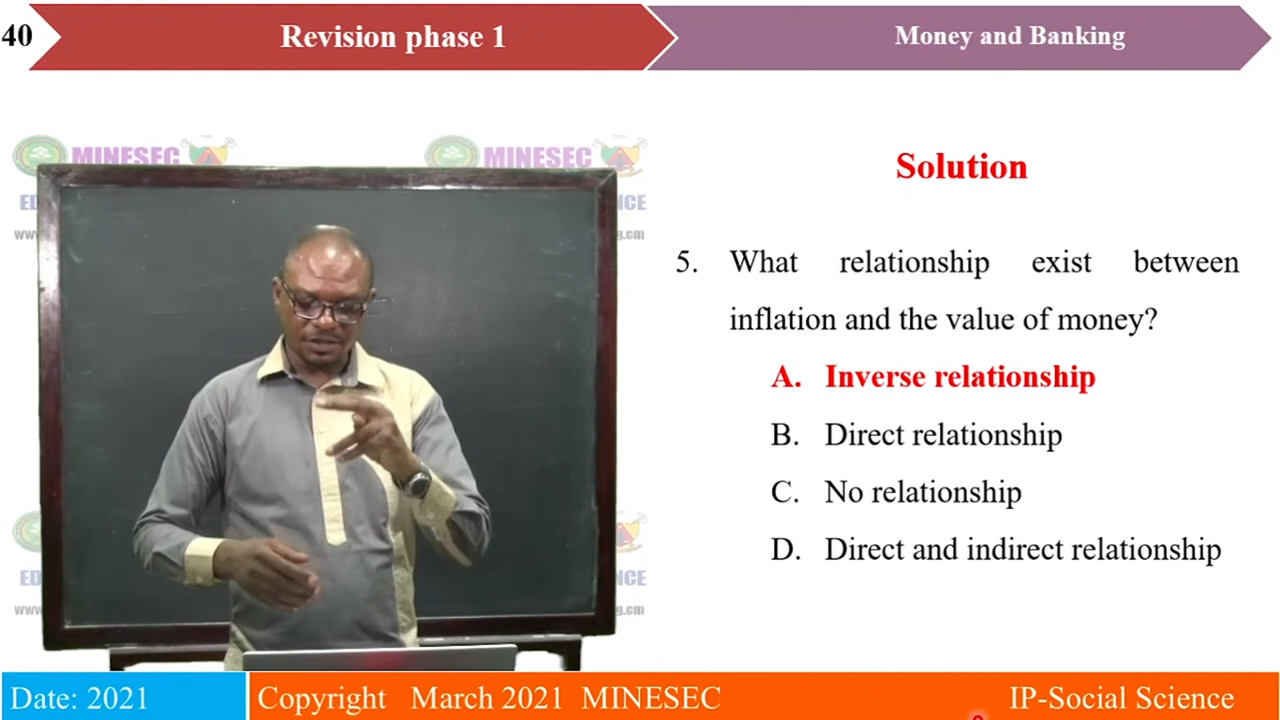 40
Revision phase 1
Money and Banking
MINESEC
MINESEC
Solution
5. What relationship exist between
inflation and the value of money?
A. Inverse relationship
B. Direct relationship
C. No relationship
D. Direct and indirect relationship
Date: 2021
Copyright March 2021 MINESEC
IP-Social Science